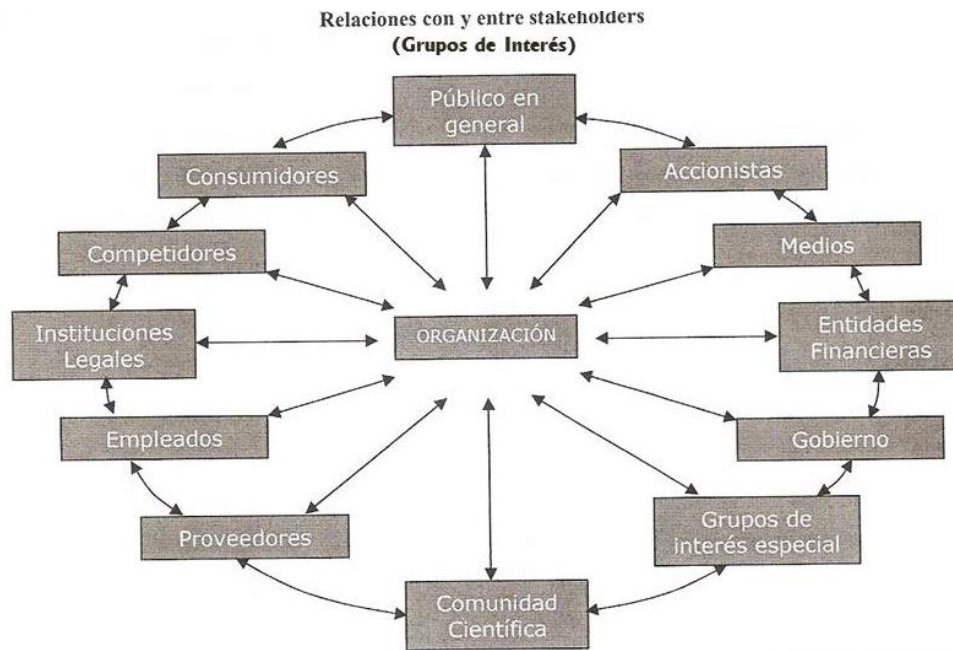 Relaciones con y entre stakeholders
(Grupos de Interés)
Público en
general
Consumidores
Accionistas
Competidores
Medios
Instituciones
Legales
ORGANIZACIÓN
Entidades
Financieras
Empleados
Gobierno
Proveedores
Grupos de
interés especial
Comunidad
Científica